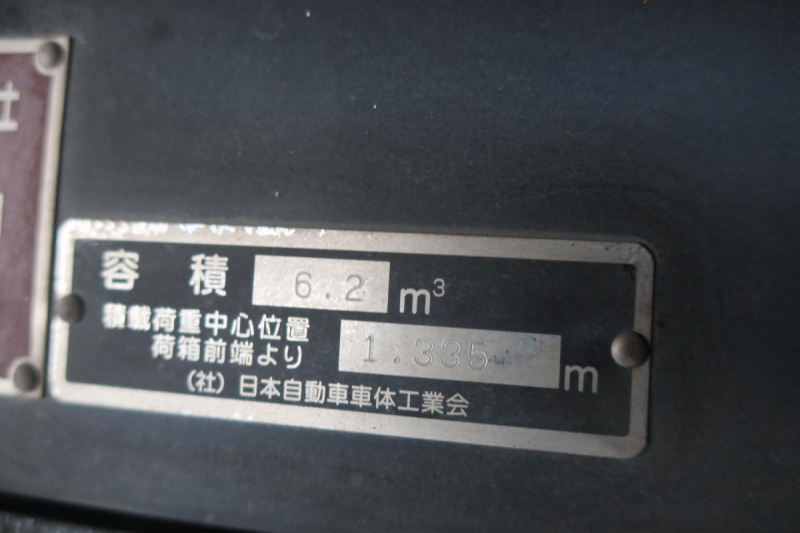 社
容積 6.2 m³
積載荷重中心位置
荷箱前端より 1.335 m
（社）日本自動車車体工業会